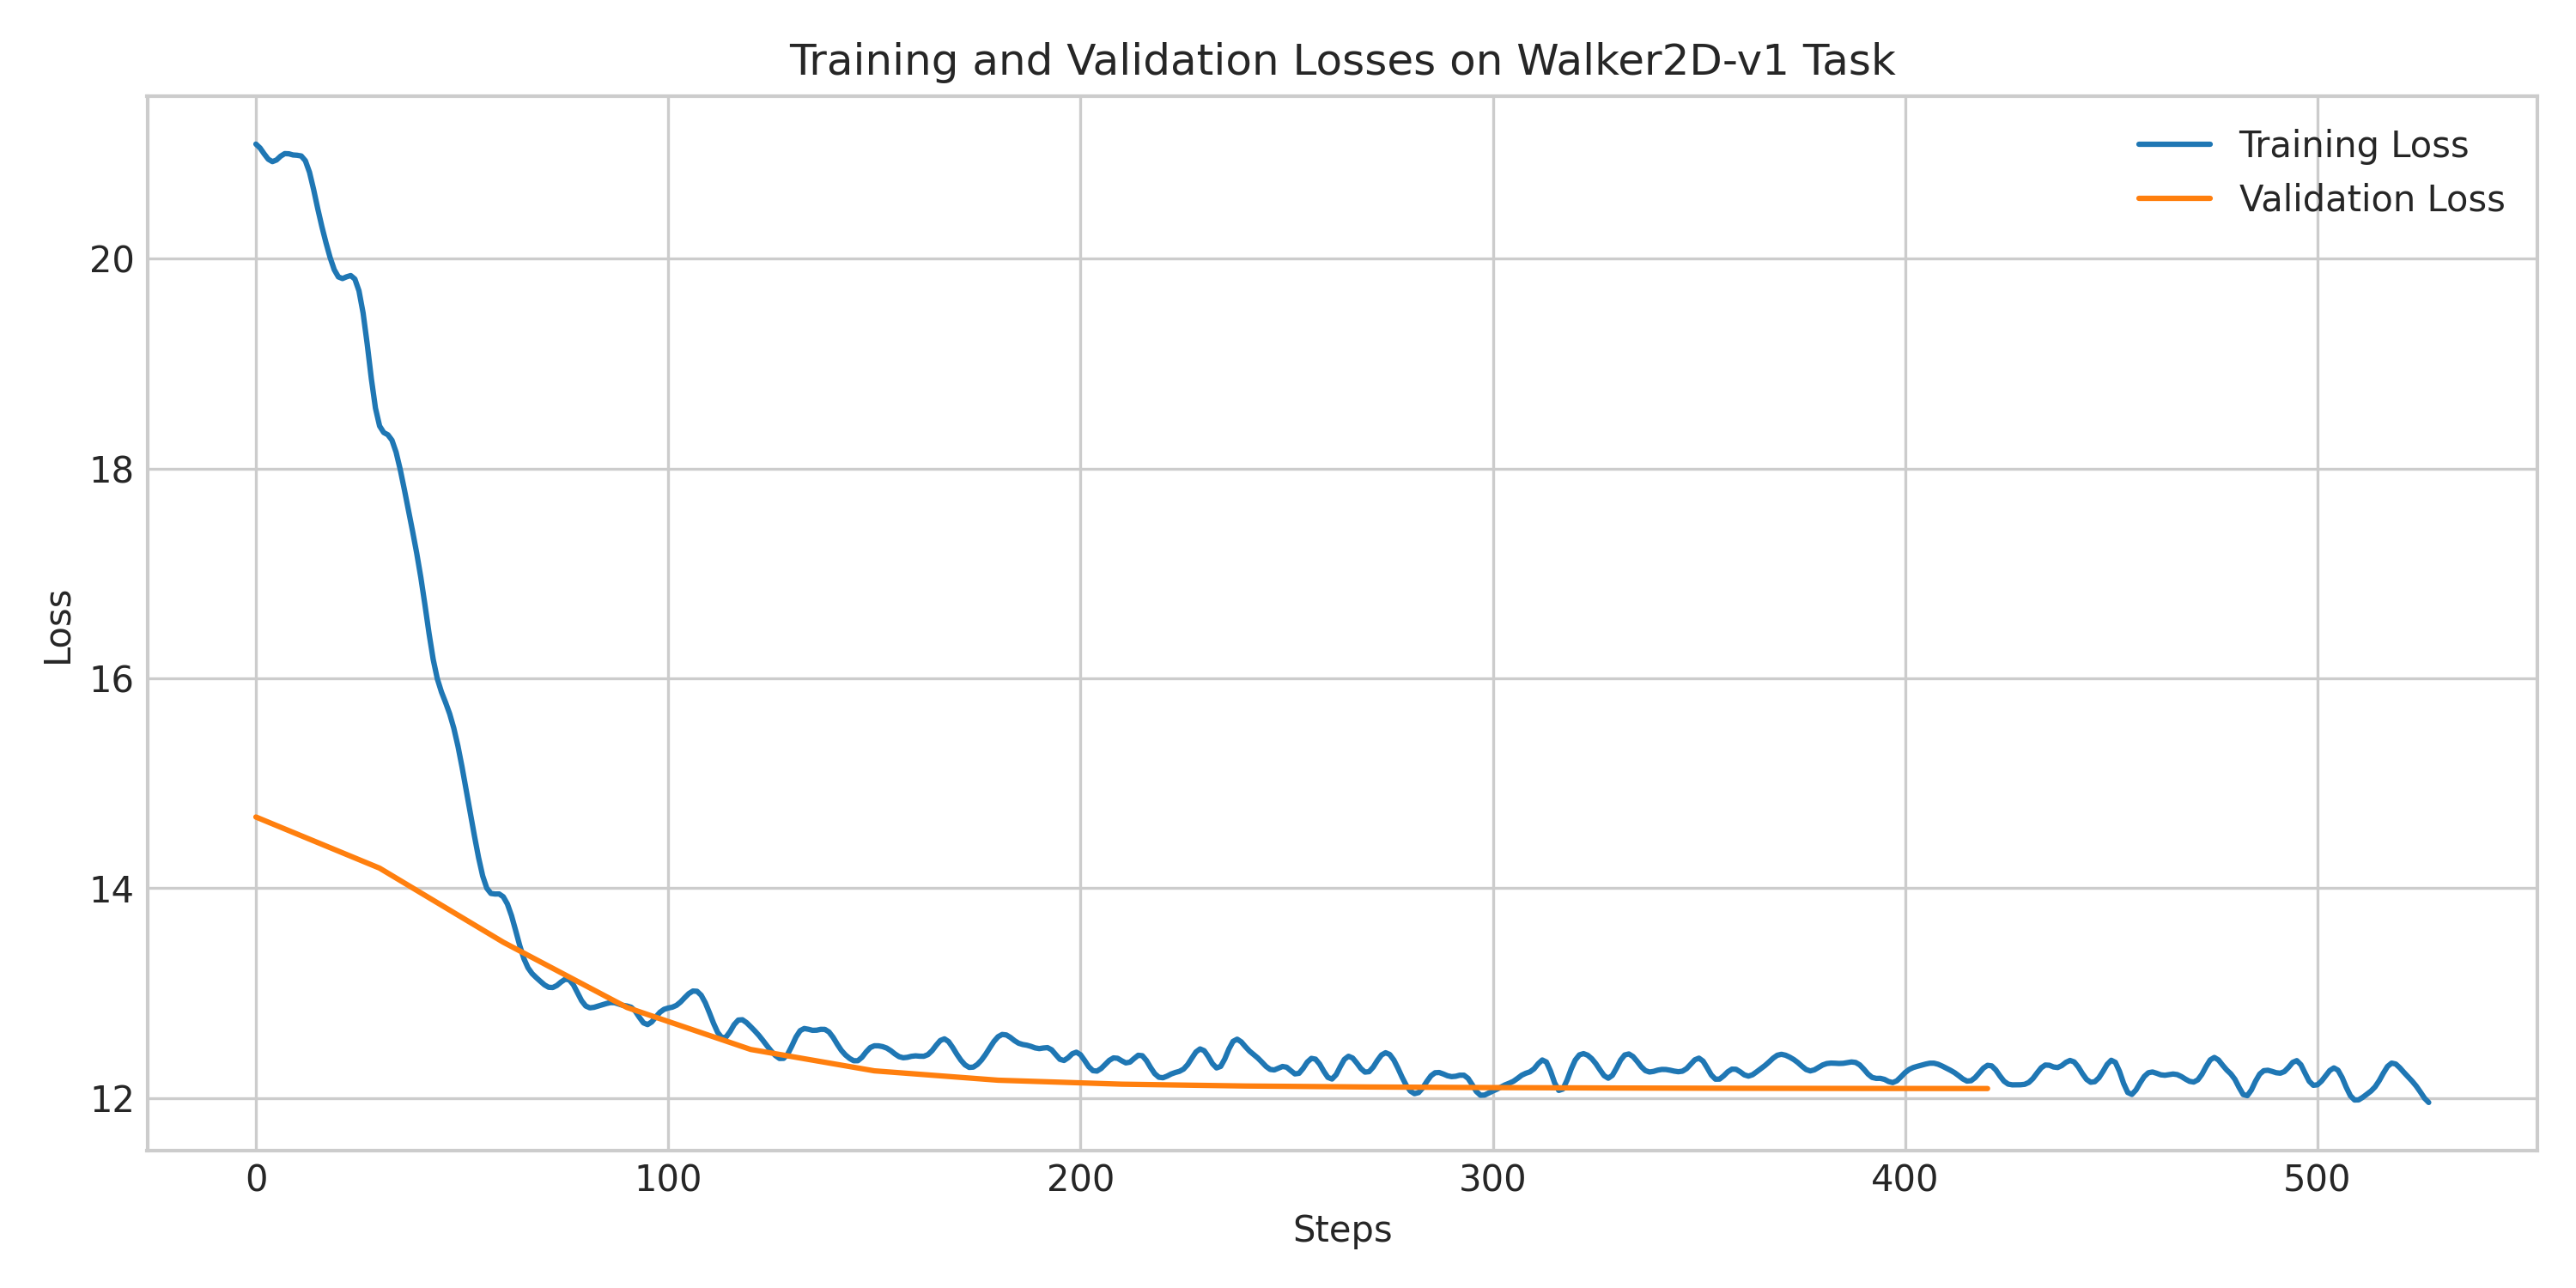 Training and Validation Losses on Walker2D-v1 Task
Training Loss
Validation Loss
Loss
20
18
16
14
12
0 100 200 300 400 500
Steps